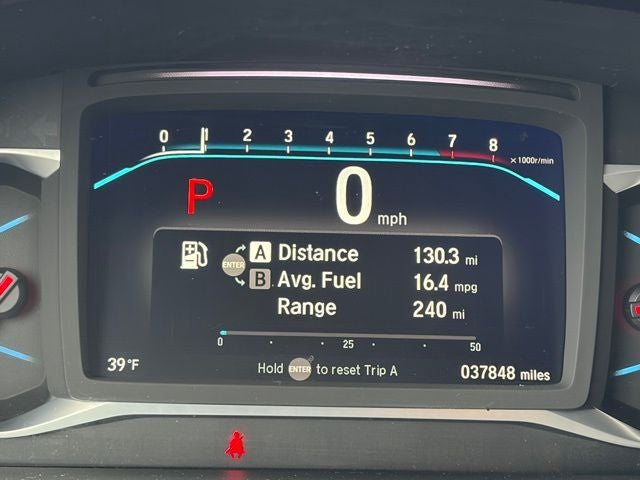 0 1 2 3 4 5 6 7 8
x1000r/min
P 0 mph
A Distance 130.3 mi
ENTER
B Avg. Fuel 16.4 mpg
Range 240 mi
0 25 50
39°F Hold ENTER to reset Trip A 037848 miles